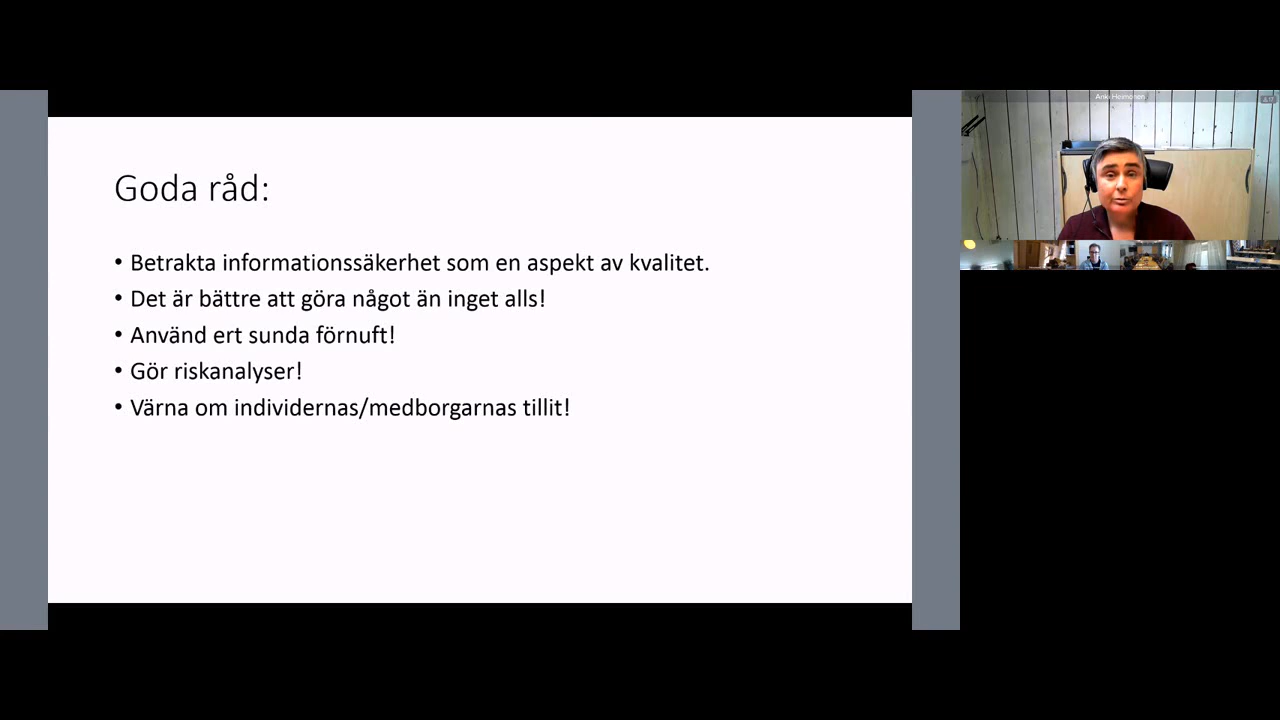 Goda råd:
• Betrakta informationssäkerhet som en aspekt av kvalitet.
• Det är bättre att göra något än inget alls!
• Använd ert sunda förnuft!
• Gör riskanalyser!
• Värna om individernas/medborgarnas tillit!